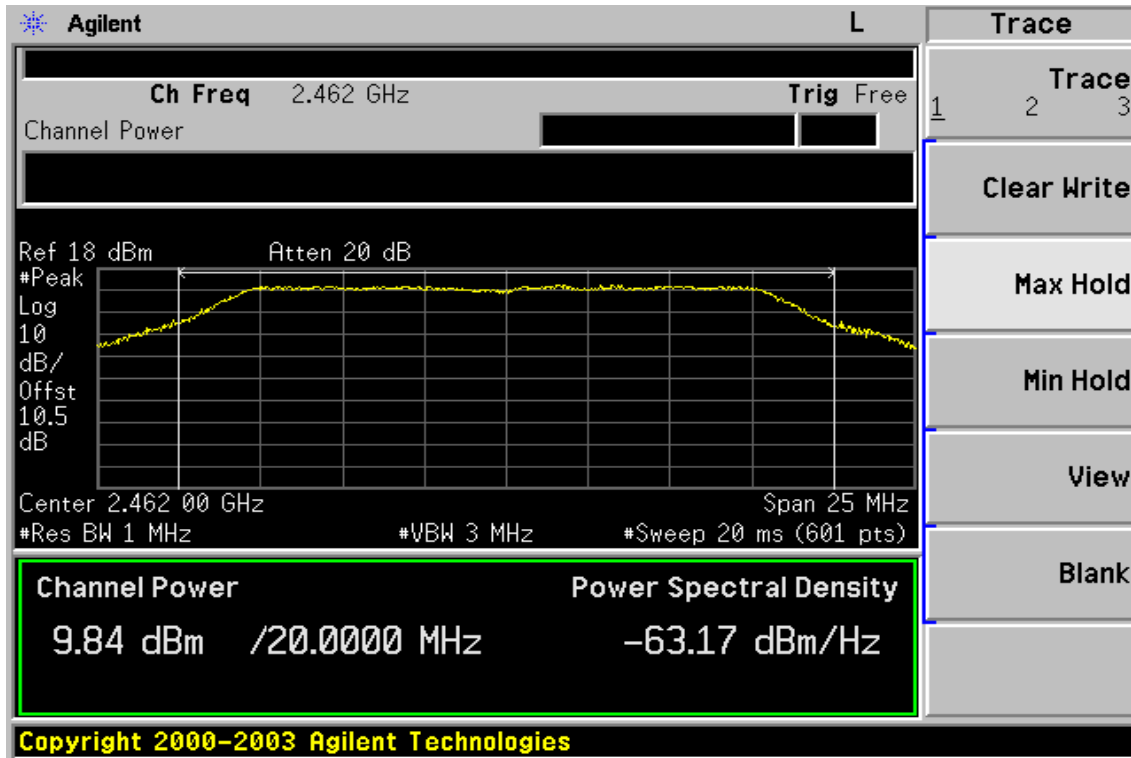 Agilent L
Trace
Ch Freq 2.462 GHz Trig Free
Channel Power
Trace
1 2 3
Clear Write
Max Hold
Min Hold
View
Blank
Ref 18 dBm Atten 20 dB
#Peak
Log
10
dB/
Offst
10.5
dB
Center 2.462 00 GHz Span 25 MHz
#Res BW 1 MHz #VBW 3 MHz #Sweep 20 ms (601 pts)
Channel Power Power Spectral Density
9.84 dBm /20.0000 MHz -63.17 dBm/Hz
Copyright 2000-2003 Agilent Technologies